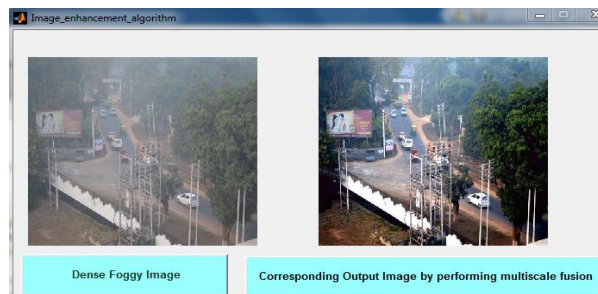 Image_enhancement_algorithm
Dense Foggy Image
Corresponding Output Image by performing multiscale fusion